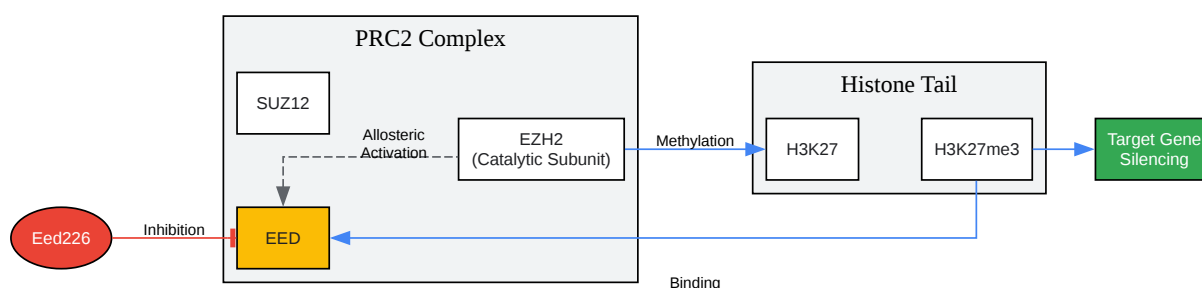 PRC2 Complex
SUZ12
Allosteric
Activation
EZH2
(Catalytic Subunit)
Methylation
Histone Tail
H3K27
H3K27me3
Target Gene
Silencing
Eed226
Inhibition
EED
Binding